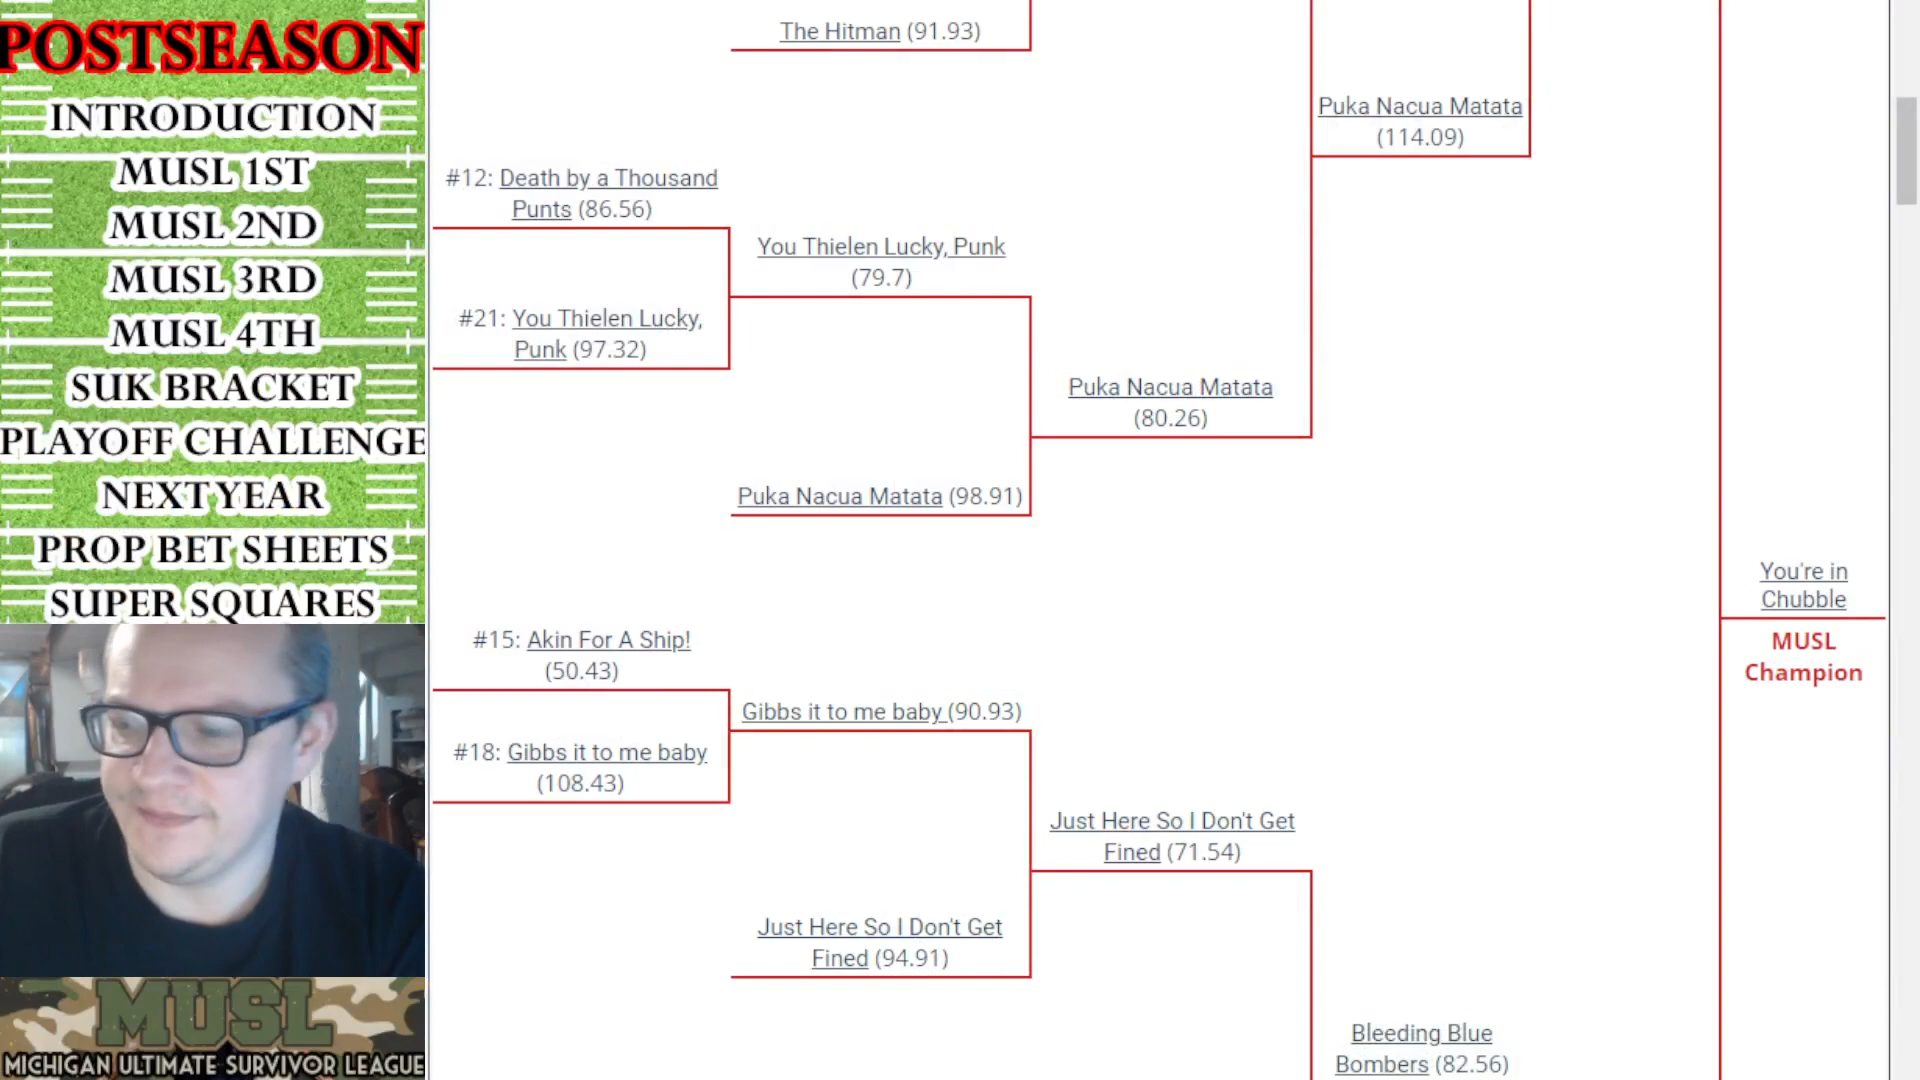 POSTSEASON
INTRODUCTION
MUSL 1ST
MUSL 2ND
MUSL 3RD
MUSL 4TH
SUK BRACKET
PLAYOFF CHALLENGE
NEXT YEAR
PROP BET SHEETS
SUPER SQUARES
MUSL
MICHIGAN ULTIMATE SURVIVOR LEAGUE
The Hitman (91.93)
#12: Death by a Thousand
Punts (86.56)
#21: You Thielen Lucky,
Punk (97.32)
You Thielen Lucky, Punk
(79.7)
Puka Nacua Matata (98.91)
Puka Nacua Matata
(80.26)
Puka Nacua Matata
(114.09)
#15: Akin For A Ship!
(50.43)
#18: Gibbs it to me baby
(108.43)
Gibbs it to me baby (90.93)
Just Here So I Don't Get
Fined (94.91)
Just Here So I Don't Get
Fined (71.54)
Bleeding Blue
Bombers (82.56)
You're in
Chubble
MUSL
Champion